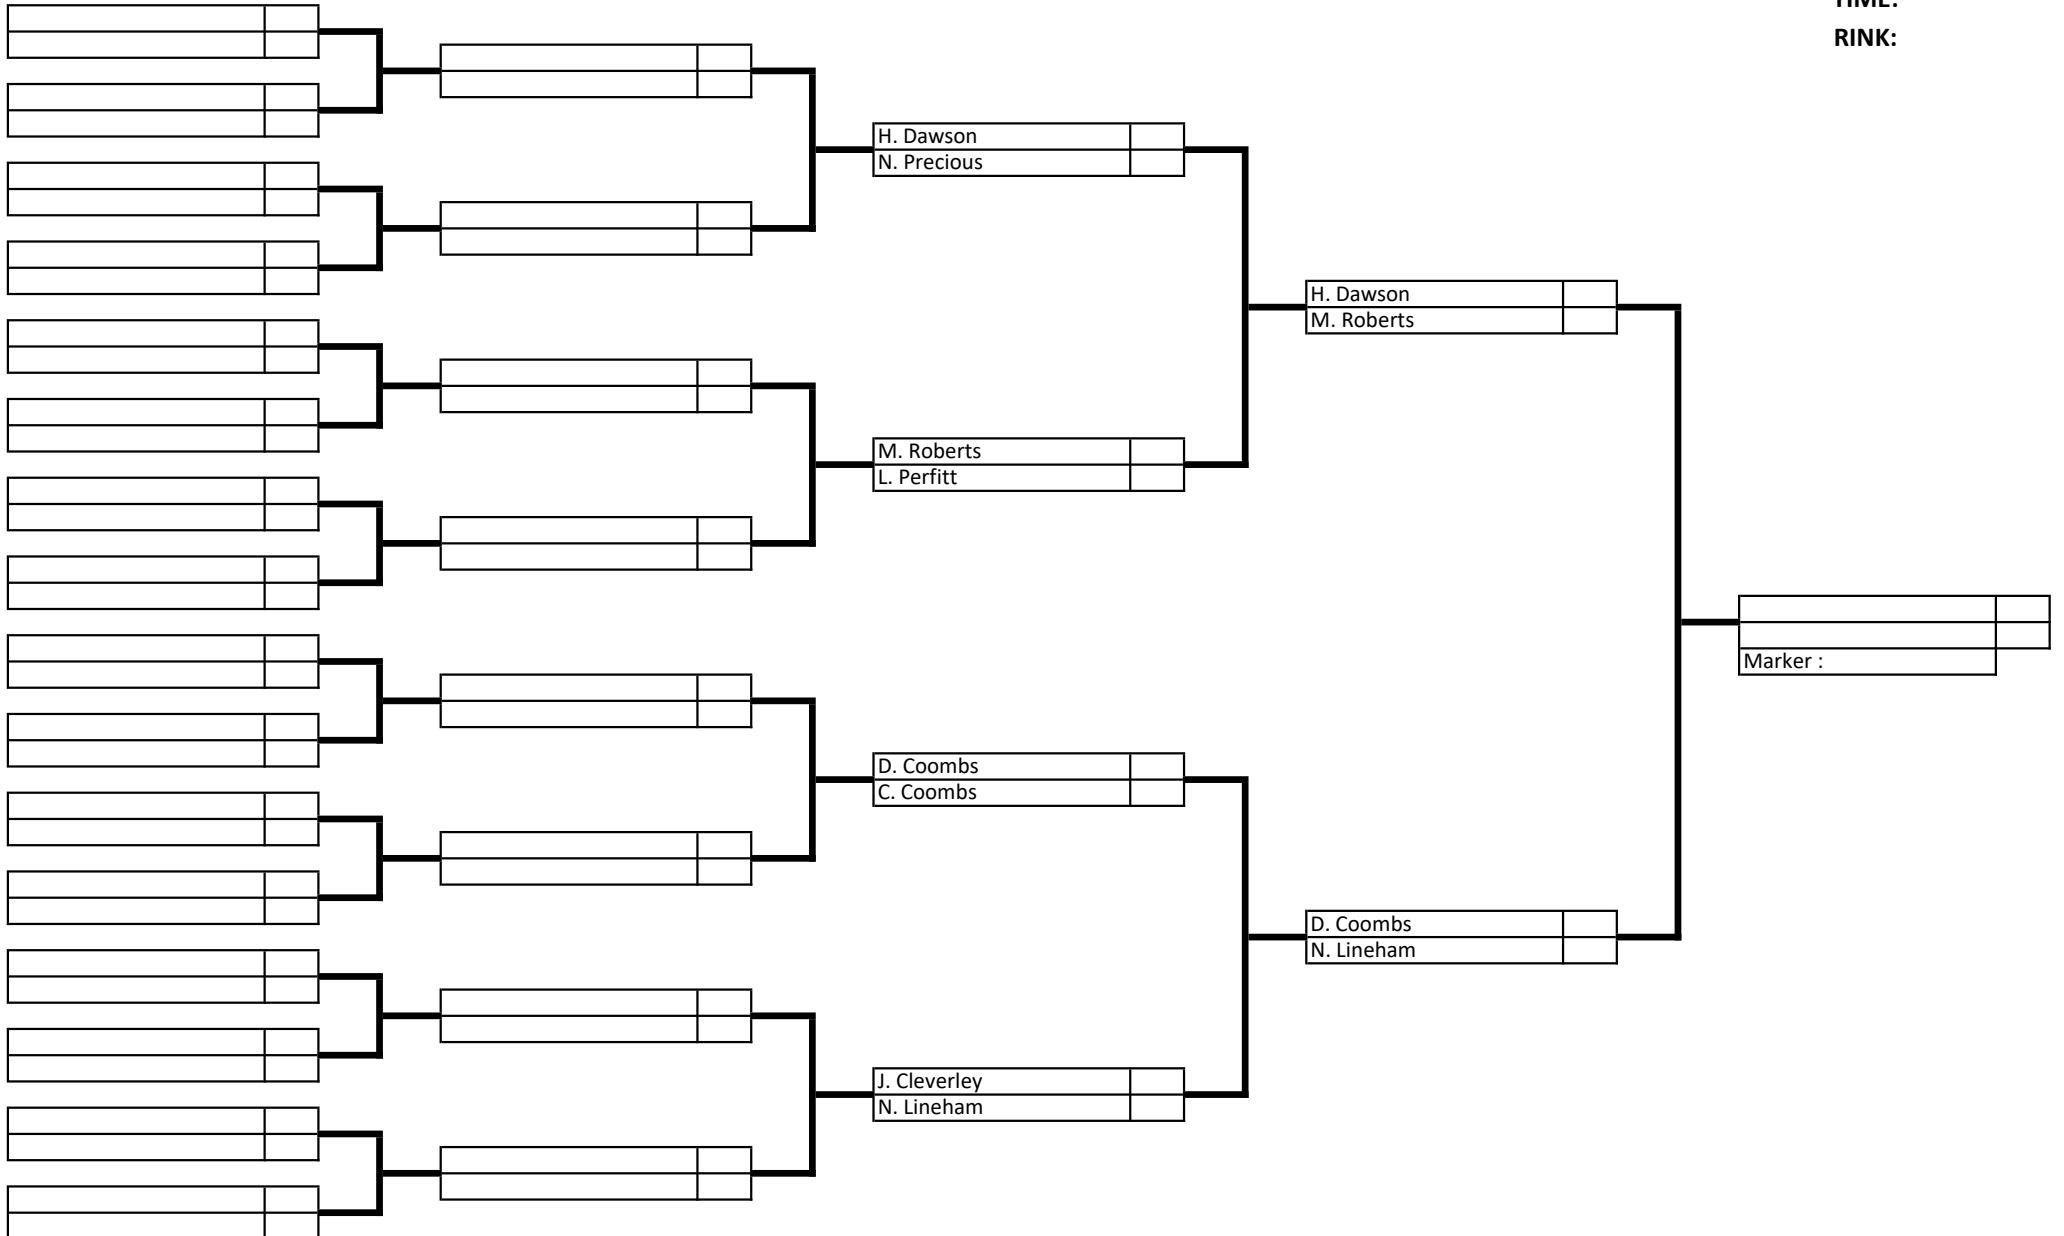 TIME:
RINK:
H. Dawson
N. Precious
H. Dawson
M. Roberts
M. Roberts
L. Perfitt
Marker :
D. Coombs
C. Coombs
D. Coombs
N. Lineham
J. Cleverley
N. Lineham